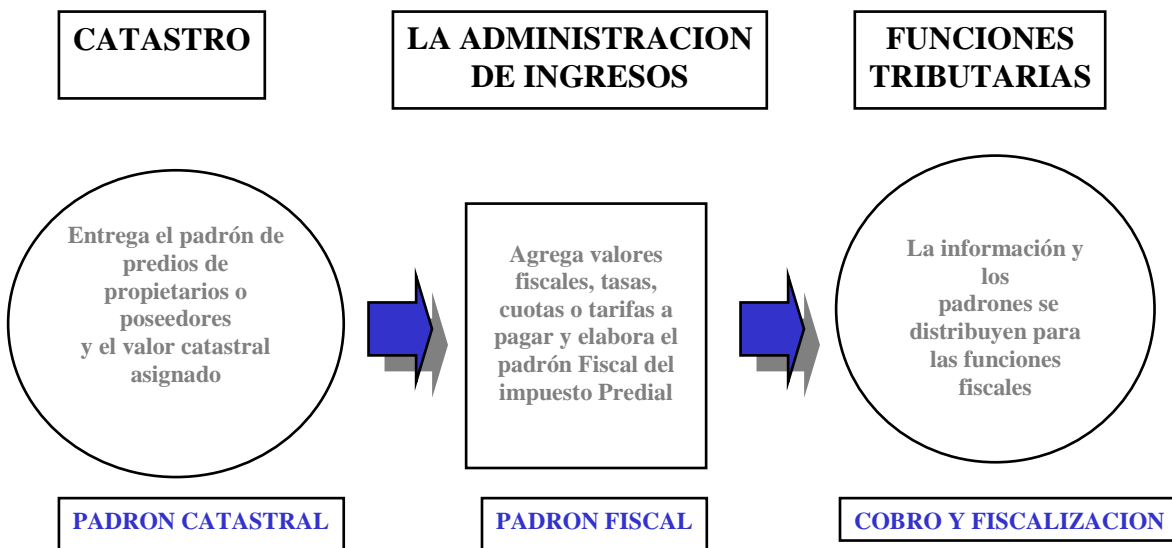 CATASTRO
LA ADMINISTRACION
DE INGRESOS
FUNCIONES
TRIBUTARIAS
Entrega el padrón de
predios de
propietarios o
poseedores
y el valor catastral
asignado
Agrega valores
fiscales, tasas,
cuotas o tarifas a
pagar y elabora el
padrón Fiscal del
impuesto Predial
La información y
los
padrones se
distribuyen para
las funciones
fiscales
PADRON CATASTRAL
PADRON FISCAL
COBRO Y FISCALIZACION